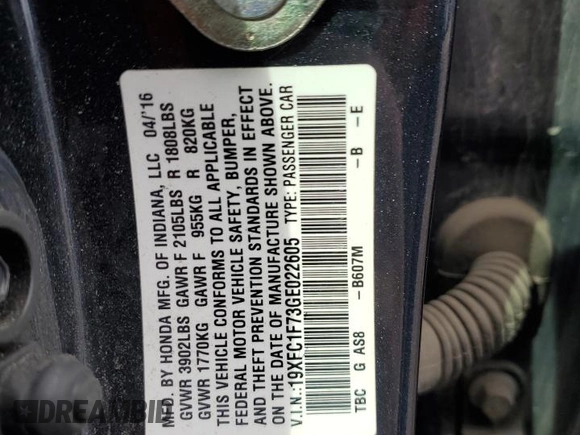 MFD. BY HONDA MFG. OF INDIANA, LLC 04/'16
GVWR 3902LBS GAWR F 2105LBS R 1808LBS
GVWR 1770KG GAWR F 955KG R 820KG
THIS VEHICLE CONFORMS TO ALL APPLICABLE
FEDERAL MOTOR VEHICLE SAFETY, BUMPER,
AND THEFT PREVENTION STANDARDS IN EFFECT
ON THE DATE OF MANUFACTURE SHOWN ABOVE.
V.I.N.: 19XFC1F73GE022605 TYPE: PASSENGER CAR
TBC G AS8 -B607M -B -E
DREAMBID